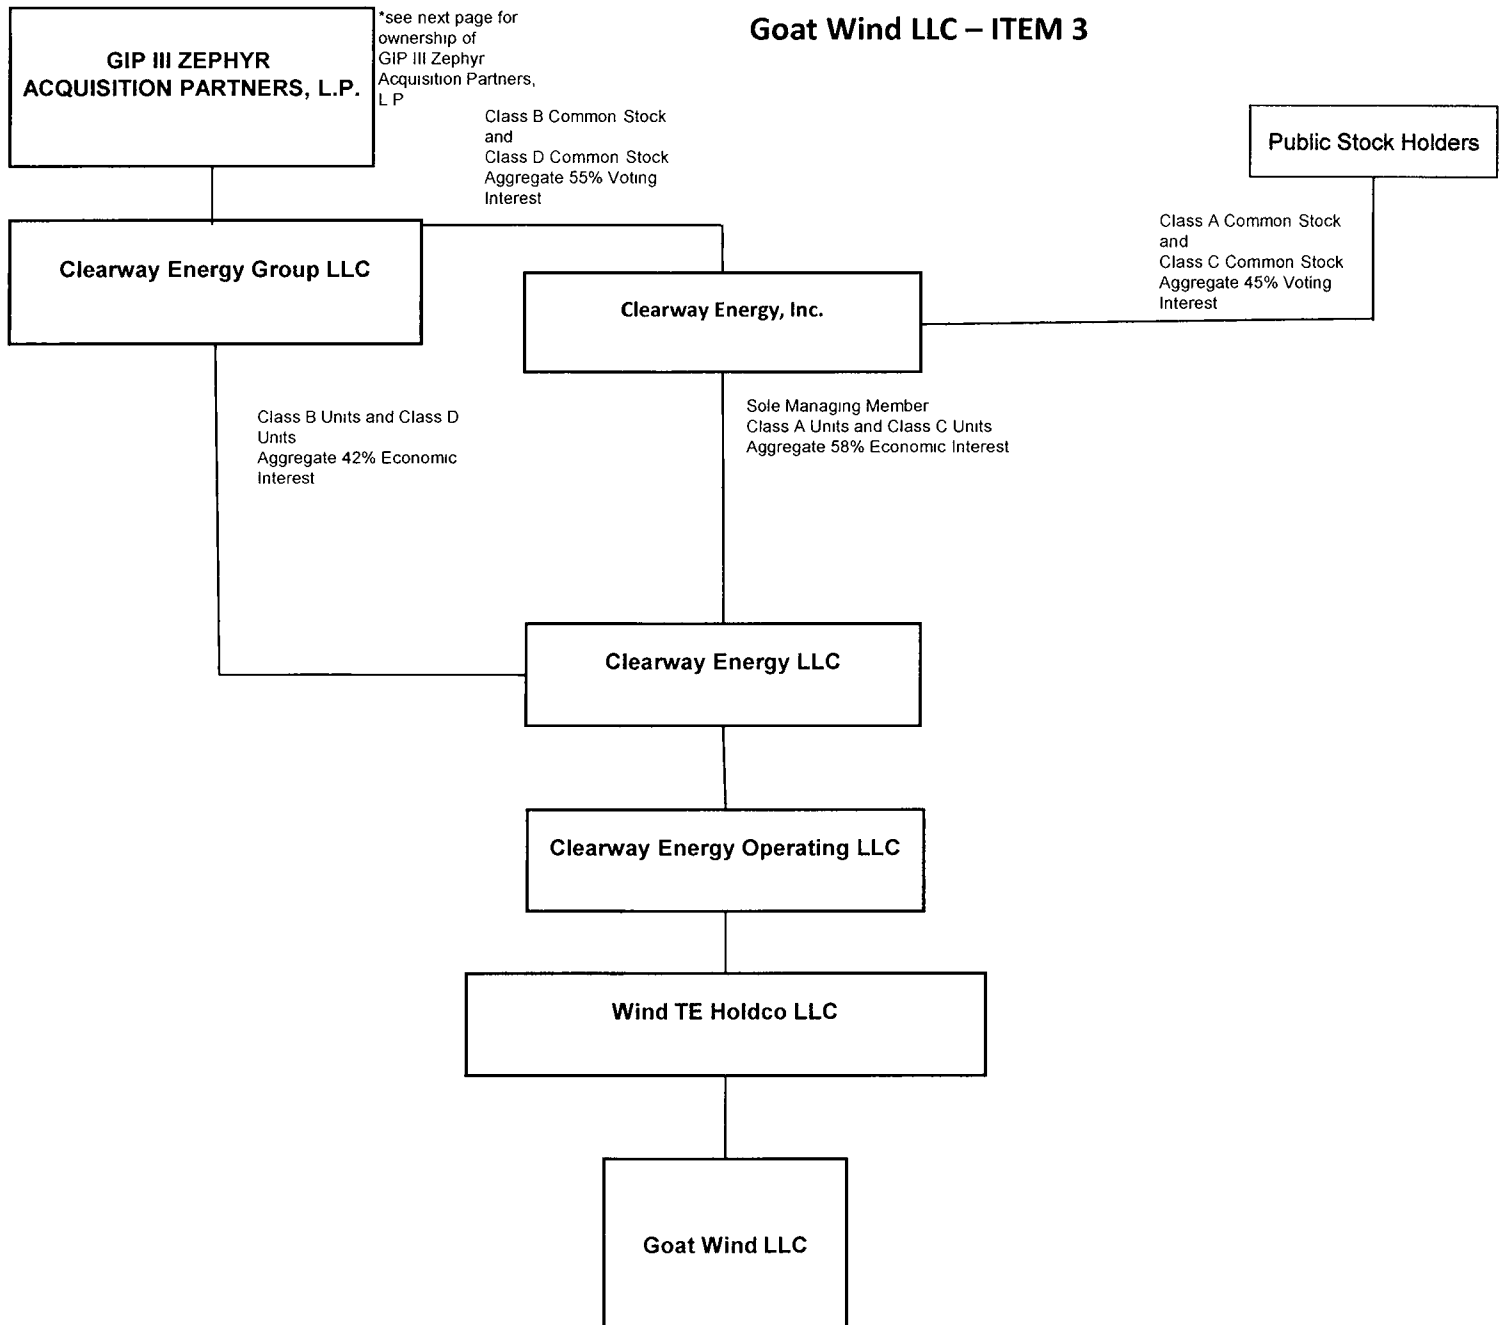 Goat Wind LLC – ITEM 3
GIP III ZEPHYR
ACQUISITION PARTNERS, L.P.
*see next page for
ownership of
GIP III Zephyr
Acquisition Partners,
L P
Class B Common Stock
and
Class D Common Stock
Aggregate 55% Voting
Interest
Public Stock Holders
Class A Common Stock
and
Class C Common Stock
Aggregate 45% Voting
Interest
Clearway Energy Group LLC
Clearway Energy, Inc.
Class B Units and Class D
Units
Aggregate 42% Economic
Interest
Sole Managing Member
Class A Units and Class C Units
Aggregate 58% Economic Interest
Clearway Energy LLC
Clearway Energy Operating LLC
Wind TE Holdco LLC
Goat Wind LLC